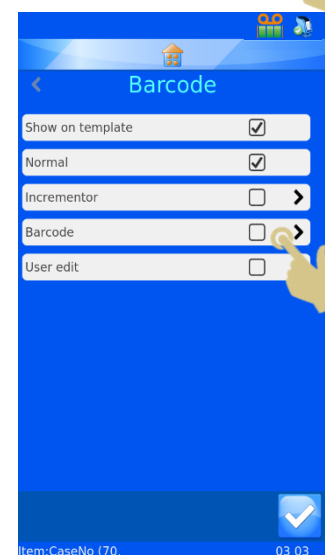 Barcode
Show on template
Normal
Incrementor
Barcode
User edit
Item:CaseNo (70, 03 03